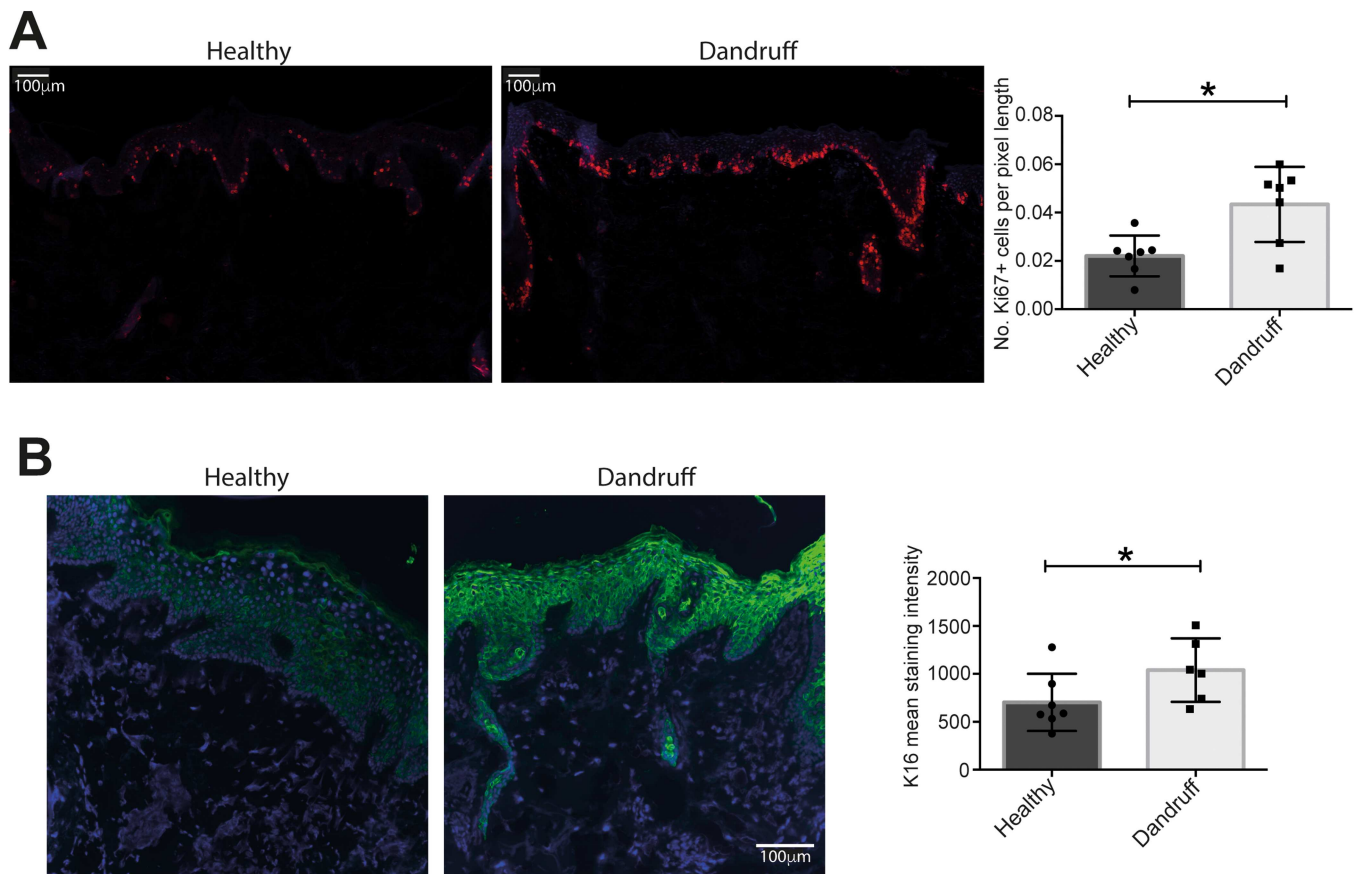 A
Healthy
Dandruff
100μm
100μm
*
No. Ki67+ cells per pixel length
0.08
0.06
0.04
0.02
0.00
Healthy
Dandruff
B
Healthy
Dandruff
100μm
*
K16 mean staining intensity
2000
1500
1000
500
0
Healthy
Dandruff